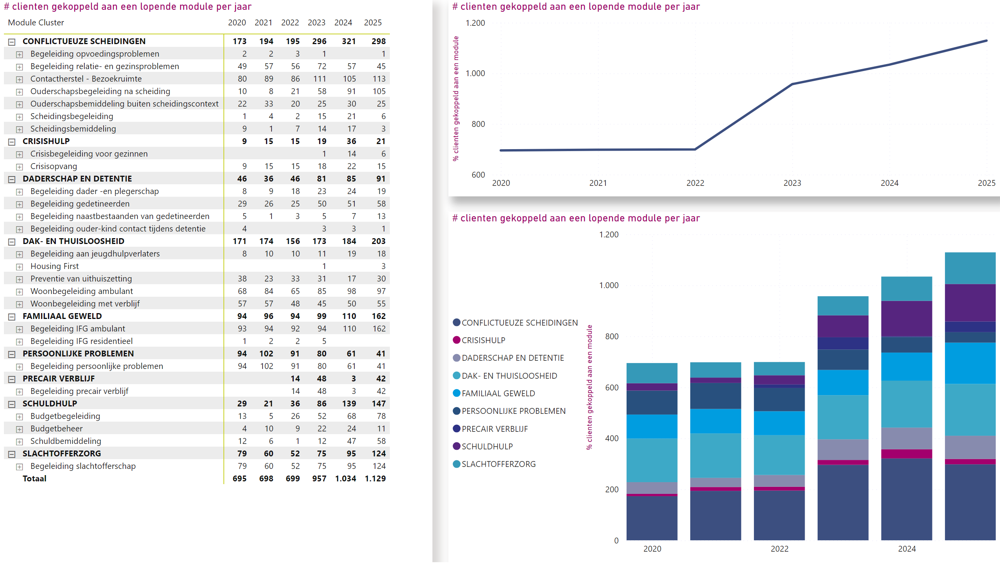 # clienten gekoppeld aan een lopende module per jaar
Module Cluster 2020 2021 2022 2023 2024 2025
CONFLICTUEUZE SCHEIDINGEN 173 194 195 296 321 298
Begeleiding opvoedingsproblemen 2 2 3 1 1
Begeleiding relatie- en gezinsproblemen 49 57 56 72 57 45
Contactherstel - Bezoekruimte 80 89 86 111 105 113
Ouderschapsbegeleiding na scheiding 10 8 21 58 91 105
Ouderschapsbemiddeling buiten scheidingscontext 22 33 20 25 30 25
Scheidingsbegeleiding 1 4 2 15 21 6
Scheidingsbemiddeling 9 1 7 14 17 3
CRISISHULP 9 15 15 19 36 21
Crisisbegeleiding voor gezinnen 1 14 6
Crisisopvang 9 15 15 18 22 15
DADERSCHAP EN DETENTIE 46 36 46 81 85 91
Begeleiding dader -en plegerschap 8 9 18 23 24 19
Begeleiding gedetineerden 29 26 25 50 51 58
Begeleiding naastbestaanden van gedetineerden 5 1 3 5 7 13
Begeleiding ouder-kind contact tijdens detentie 4 3 3 1
DAK- EN THUISLOOSHEID 171 174 156 173 184 203
Begeleiding aan jeugdhulpverlaters 8 10 10 11 19 18
Housing First 1 3
Preventie van uithuiszetting 38 23 33 31 17 30
Woonbegeleiding ambulant 68 84 65 85 98 97
Woonbegeleiding met verblijf 57 57 48 45 50 55
FAMILIAAL GEWELD 94 96 94 99 110 162
Begeleiding IFG ambulant 93 94 92 94 110 162
Begeleiding IFG residentieel 1 2 2 5
PERSOONLIJKE PROBLEMEN 94 102 91 80 61 41
Begeleiding persoonlijke problemen 94 102 91 80 61 41
PRECAIR VERBLIJF 14 48 3 42
Begeleiding precair verblijf 14 48 3 42
SCHULDHULP 29 21 36 86 139 147
Budgetbegeleiding 13 5 26 52 68 78
Budgetbeheer 4 10 9 22 24 11
Schuldbemiddeling 12 6 1 12 47 58
SLACHTOFFERZORG 79 60 52 75 95 124
Begeleiding slachtofferschap 79 60 52 75 95 124
Totaal 695 698 699 957 1.034 1.129
# clienten gekoppeld aan een lopende module per jaar
% clienten gekoppeld aan een module
1.200
1.000
800
600
2020 2021 2022 2023 2024 2025
# clienten gekoppeld aan een lopende module per jaar
CONFLICTUEUZE SCHEIDINGEN
CRISISHULP
DADERSCHAP EN DETENTIE
DAK- EN THUISLOOSHEID
FAMILIAAL GEWELD
PERSOONLIJKE PROBLEMEN
PRECAIR VERBLIJF
SCHULDHULP
SLACHTOFFERZORG
% clienten gekoppeld aan een module
1.200
1.000
800
600
400
200
0
2020 2022 2024